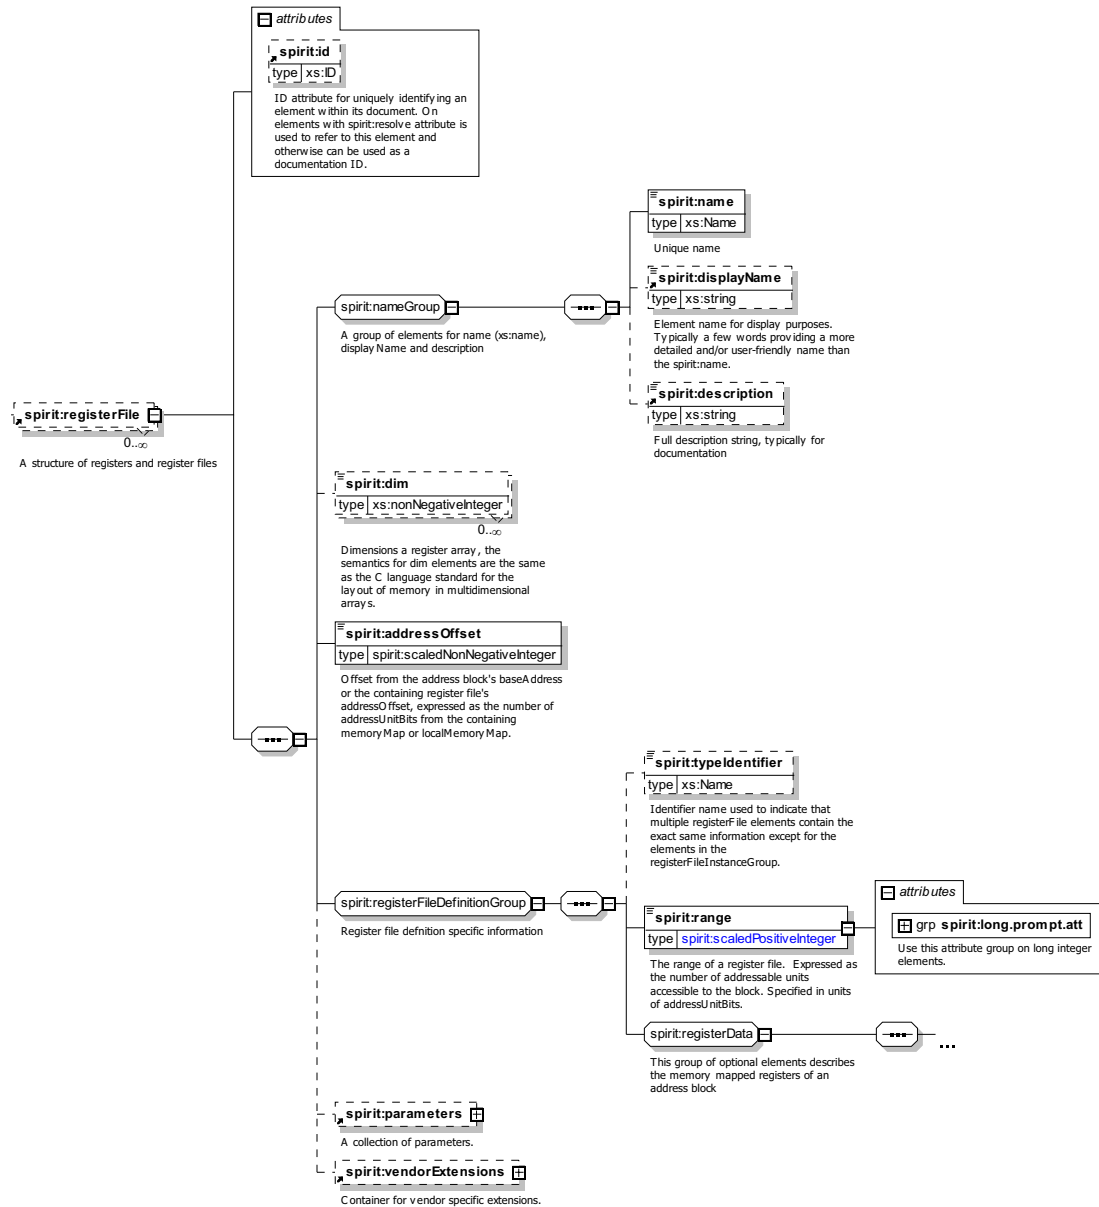 attributes
spirit:id
type xs:ID
ID attribute for uniquely identifying an
element within its document. On
elements with spirit:resolve attribute is
used to refer to this element and
otherwise can be used as a
documentation ID.
spirit:name
type xs:Name
Unique name
spirit:displayName
type xs:string
Element name for display purposes.
Typically a few words providing a more
detailed and/or user-friendly name than
the spirit:name.
spirit:nameGroup
A group of elements for name (xs:name),
display Name and description
spirit:description
type xs:string
Full description string, typically for
documentation
spirit:registerFile
0..∞
A structure of registers and register files
spirit:dim
type xs:nonNegativeInteger
0..∞
Dimensions a register array, the
semantics for dim elements are the same
as the C language standard for the
layout of memory in multidimensional
arrays.
spirit:addressOffset
type spirit:scaledNonNegativeInteger
Offset from the address block's baseAddress
or the containing register file's
addressOffset, expressed as the number of
addressUnitBits from the containing
memoryMap or localMemoryMap.
spirit:typeIdentifier
type xs:Name
Identifier name used to indicate that
multiple registerFile elements contain the
exact same information except for the
elements in the
registerFileInstanceGroup.
spirit:registerFileDefinitionGroup
Register file defnition specific information
spirit:range
type spirit:scaledPositiveInteger
The range of a register file. Expressed as
the number of addressable units
accessible to the block. Specified in units
of addressUnitBits.
attributes
grp spirit:long.prompt.att
Use this attribute group on long integer
elements.
spirit:registerData
This group of optional elements describes
the memory mapped registers of an
address block
...
spirit:parameters
A collection of parameters.
spirit:vendorExtensions
Container for vendor specific extensions.